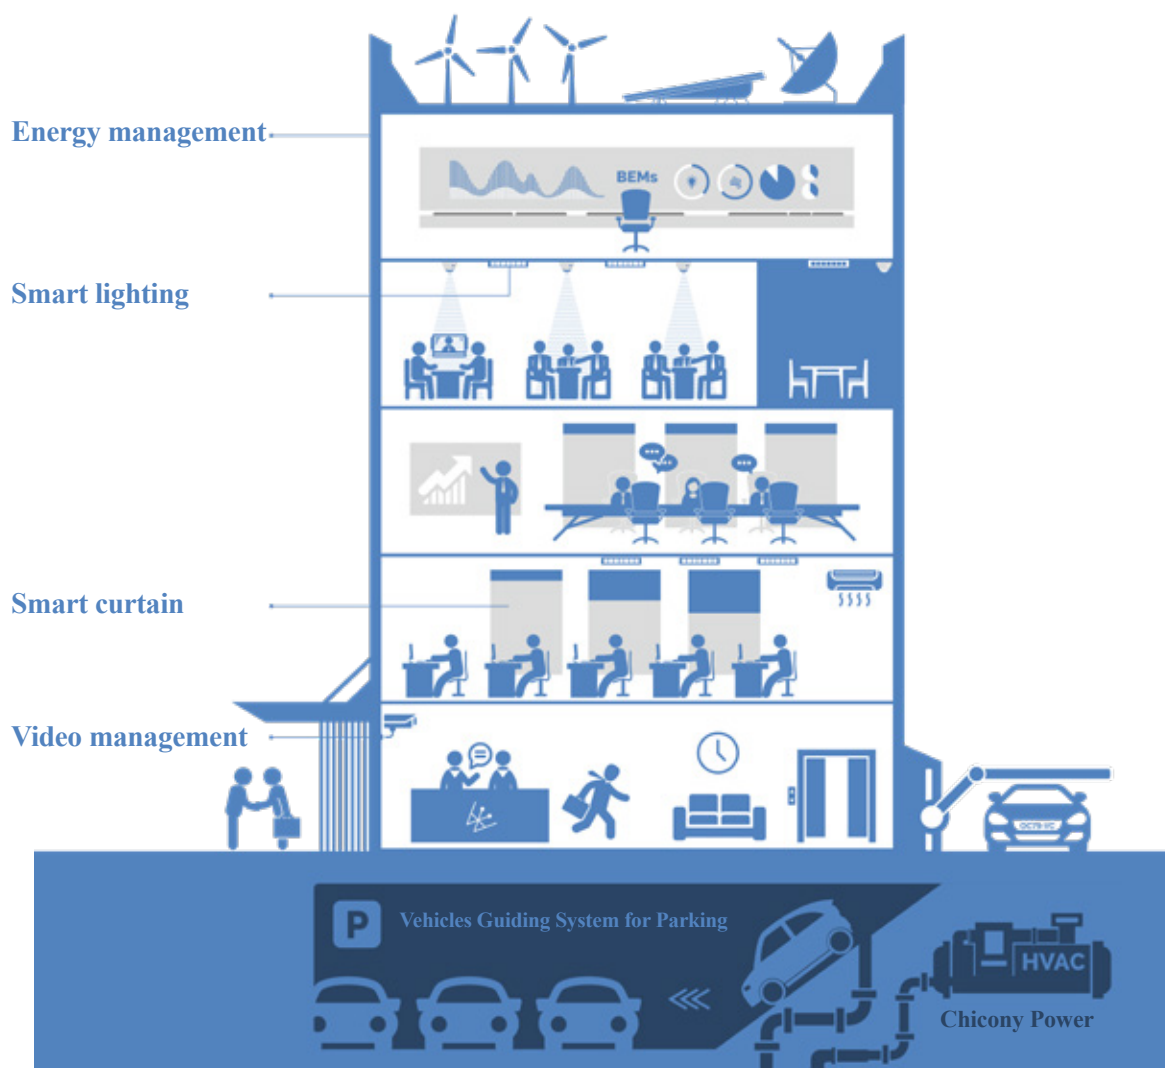 Energy management
BEMs
Smart lighting
Smart curtain
Video management
P
Vehicles Guiding System for Parking
HVAC
Chicony Power